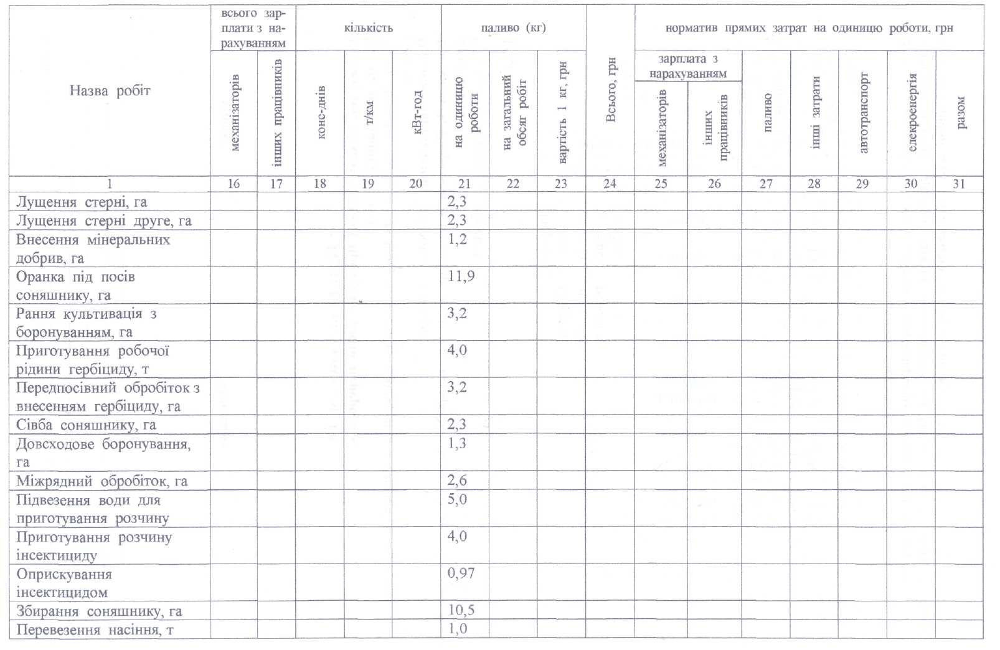 Назва робіт
всього зар-
плати з на-
рахуванням
кількість
паливо (кг)
Всього, грн
норматив прямих затрат на одиницю роботи, грн
механізаторів
інших працівників
коне-днів
т/км
кВт-год
на одиницю
роботи
на загальний
обсяг робіт
вартість 1 кг, грн
зарплата з
нарахуванням
механізаторів
інших
працівників
паливо
інші затрати
автотранспорт
елекроенергія
разом
1 16 17 18 19 20 21 22 23 24 25 26 27 28 29 30 31
Лущення стерні, га 2,3
Лущення стерні друге, га 2,3
Внесення мінеральних 1,2
добрив, га
Оранка під посів 11,9
соняшнику, га
Рання культивація з 3,2
боронуванням, га
Приготування робочої 4,0
рідини гербіциду, т
Передпосівний обробіток з 3,2
внесенням гербіциду, га
Сівба соняшнику, га 2,3
Довсходове боронування, 1,3
га
Міжрядний обробіток, га 2,6
Підвезення води для 5,0
приготування розчину
Приготування розчину 4,0
інсектициду
Оприскування 0,97
інсектицидом
Збирання соняшнику, га 10,5
Перевезення насіння, т 1,0